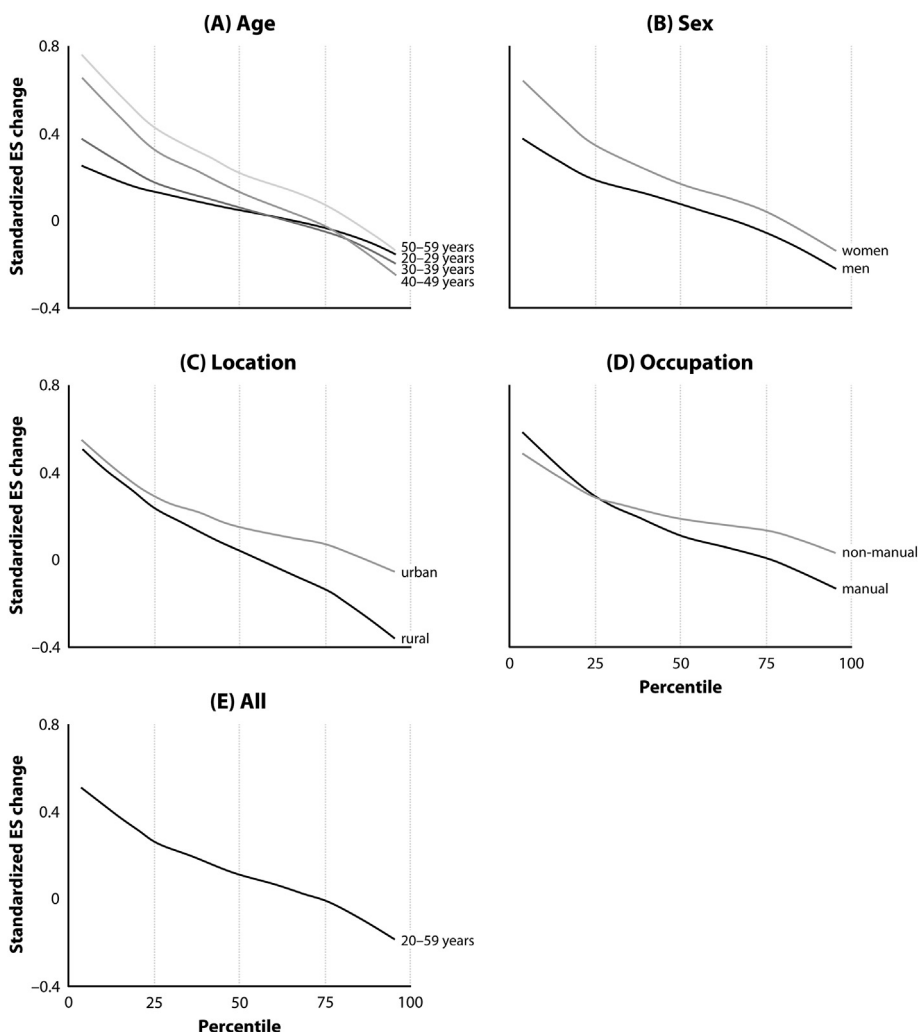 (A) Age
Standardized ES change
0.8
0.4
0
−0.4
50–59 years
20–29 years
30–39 years
40–49 years
(B) Sex
women
men
(C) Location
Standardized ES change
0.8
0.4
0
−0.4
urban
rural
(D) Occupation
non-manual
manual
0
25
50
75
100
Percentile
(E) All
Standardized ES change
0.8
0.4
0
−0.4
20–59 years
0
25
50
75
100
Percentile